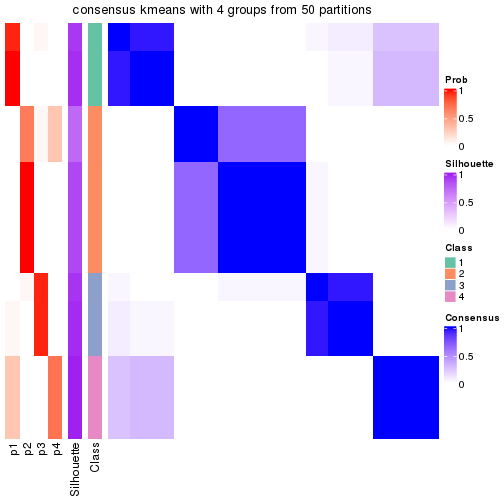 consensus kmeans with 4 groups from 50 partitions
Prob
1
0.5
0
Silhouette
1
0.5
0
Class
1
2
3
4
Consensus
1
0.5
0
p1
p2
p3
p4
Silhouette
Class